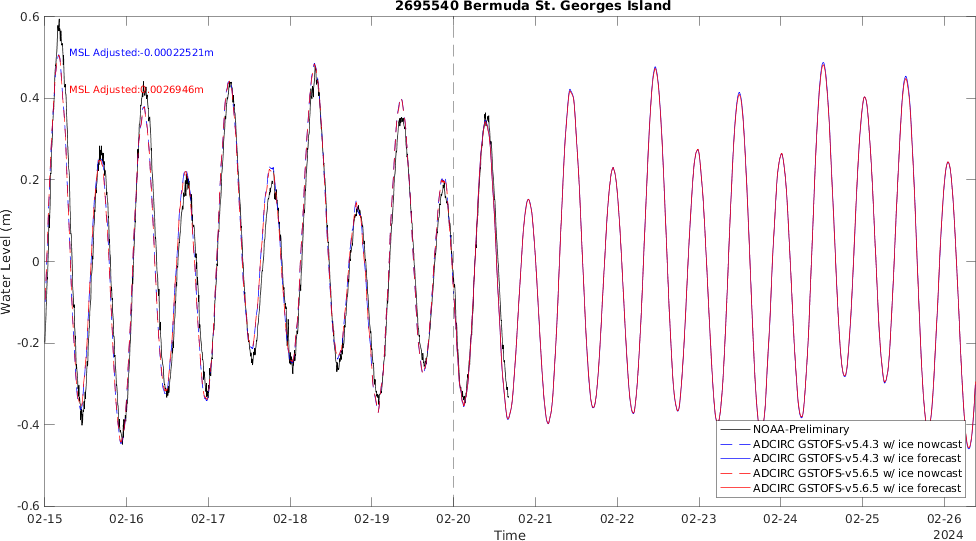 2695540 Bermuda St. Georges Island
MSL Adjusted:-0.00022521m
MSL Adjusted:0.0026946m
Water Level (m)
0.6
0.4
0.2
0
-0.2
-0.4
-0.6
NOAA-Preliminary
ADCIRC GSTOFS-v5.4.3 w/ ice nowcast
ADCIRC GSTOFS-v5.4.3 w/ ice forecast
ADCIRC GSTOFS-v5.6.5 w/ ice nowcast
ADCIRC GSTOFS-v5.6.5 w/ ice forecast
02-15 02-16 02-17 02-18 02-19 02-20 02-21 02-22 02-23 02-24 02-25 02-26
Time
2024